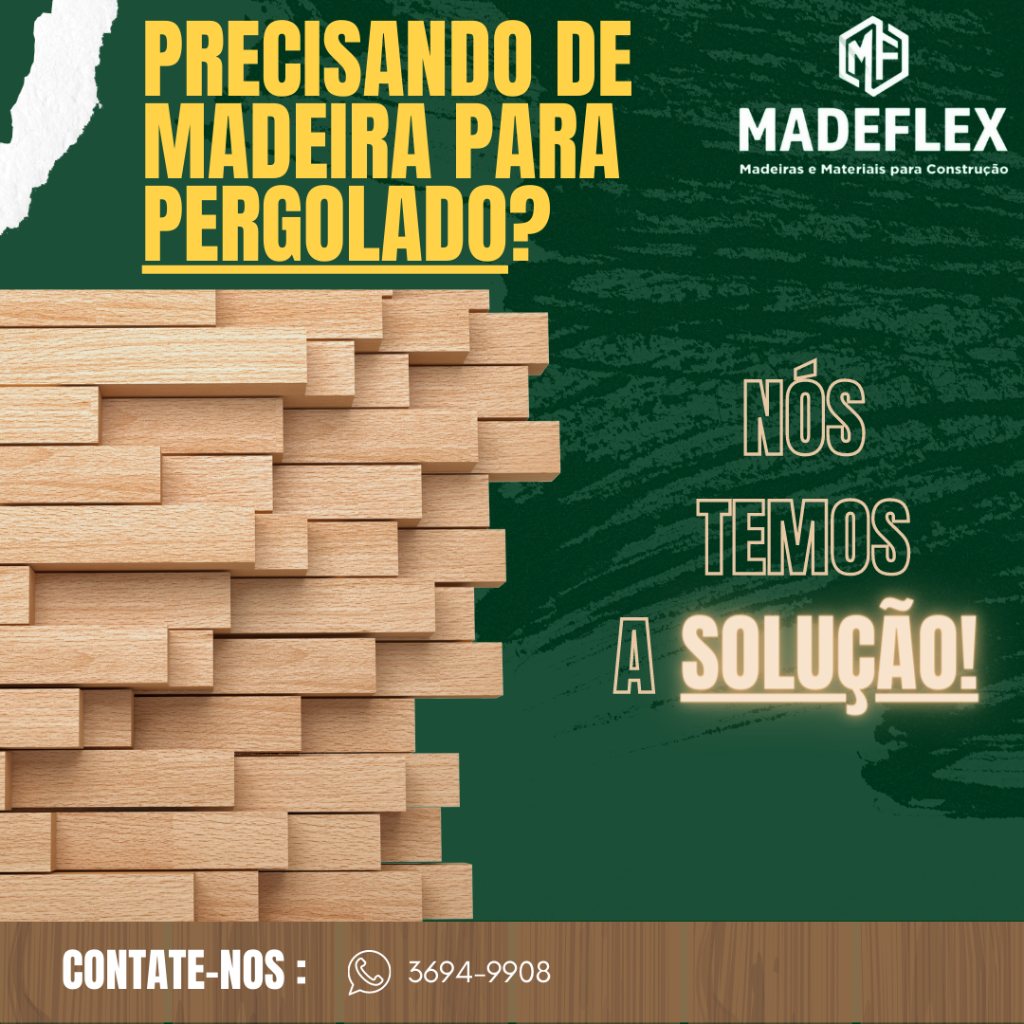 PRECISANDO DE
MADEIRA PARA
PERGOLADO?
MF
MADEFLEX
Madeiras e Materiais para Construção
NÓS
TEMOS
A SOLUÇÃO!
CONTATE-NOS : 3694-9908